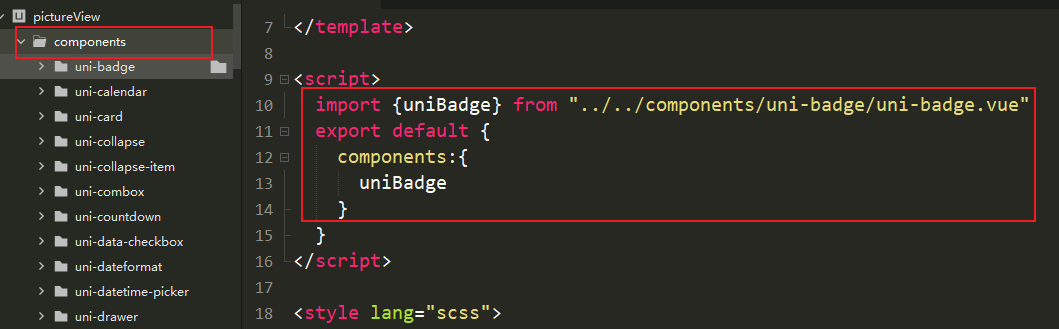 pictureView
components
uni-badge
uni-calendar
uni-card
uni-collapse
uni-collapse-item
uni-combox
uni-countdown
uni-data-checkbox
uni-dateformat
uni-datetime-picker
uni-drawer
7 </template>
8
9 <script>
10 import {uniBadge} from "../../components/uni-badge/uni-badge.vue"
11 export default {
12 components:{
13 uniBadge
14 }
15 }
16 </script>
17
18 <style lang="scss">